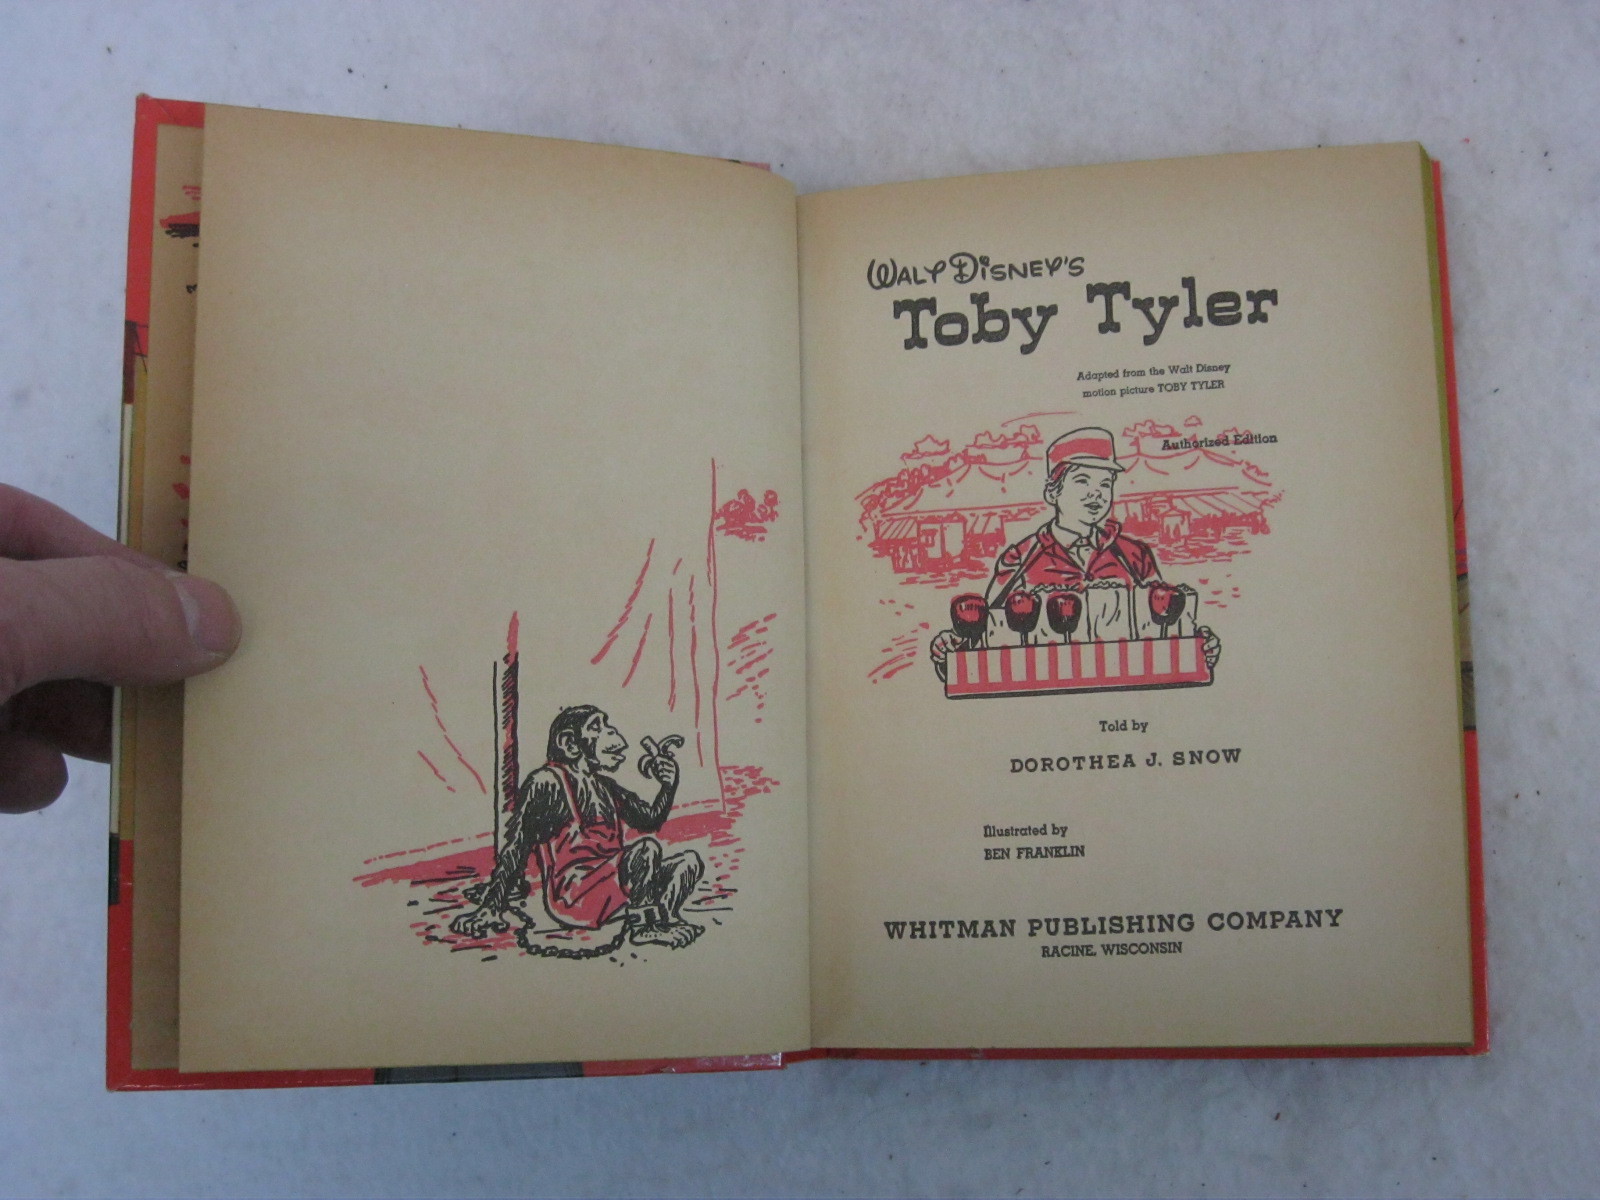 WALT DISNEY'S
Toby Tyler
Adapted from the Walt Disney
motion picture TOBY TYLER
Authorized Edition
Told by
DOROTHEA J. SNOW
Illustrated by
BEN FRANKLIN
WHITMAN PUBLISHING COMPANY
RACINE, WISCONSIN